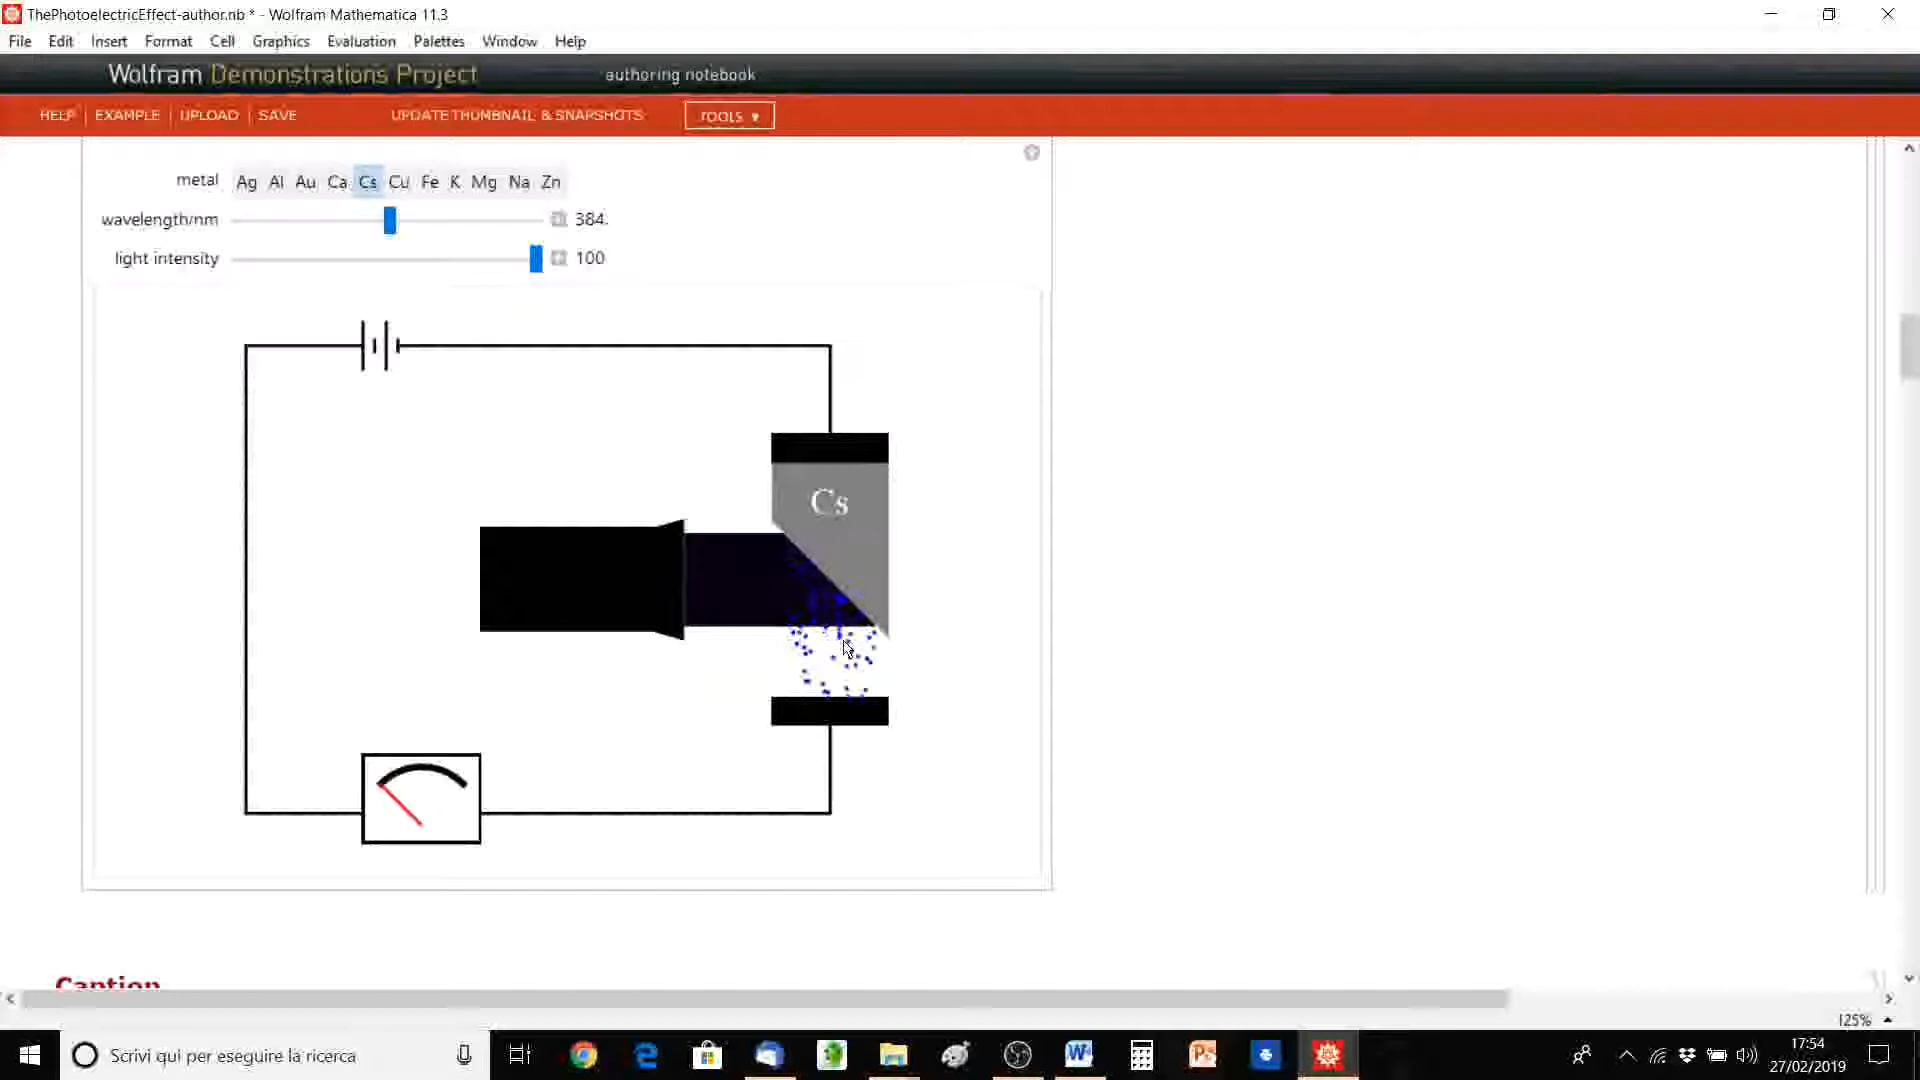 ThePhotoelectricEffect-author.nb * - Wolfram Mathematica 11.3
File Edit Insert Format Cell Graphics Evaluation Palettes Window Help
Wolfram Demonstrations Project authoring notebook
HELP EXAMPLE UPLOAD SAVE UPDATE THUMBNAIL & SNAPSHOTS TOOLS
metal Ag Al Au Ca Cs Cu Fe K Mg Na Zn
wavelength/nm 384.
light intensity 100
Cs
Caption
125%
Scrivi qui per eseguire la ricerca
17:54
27/02/2019